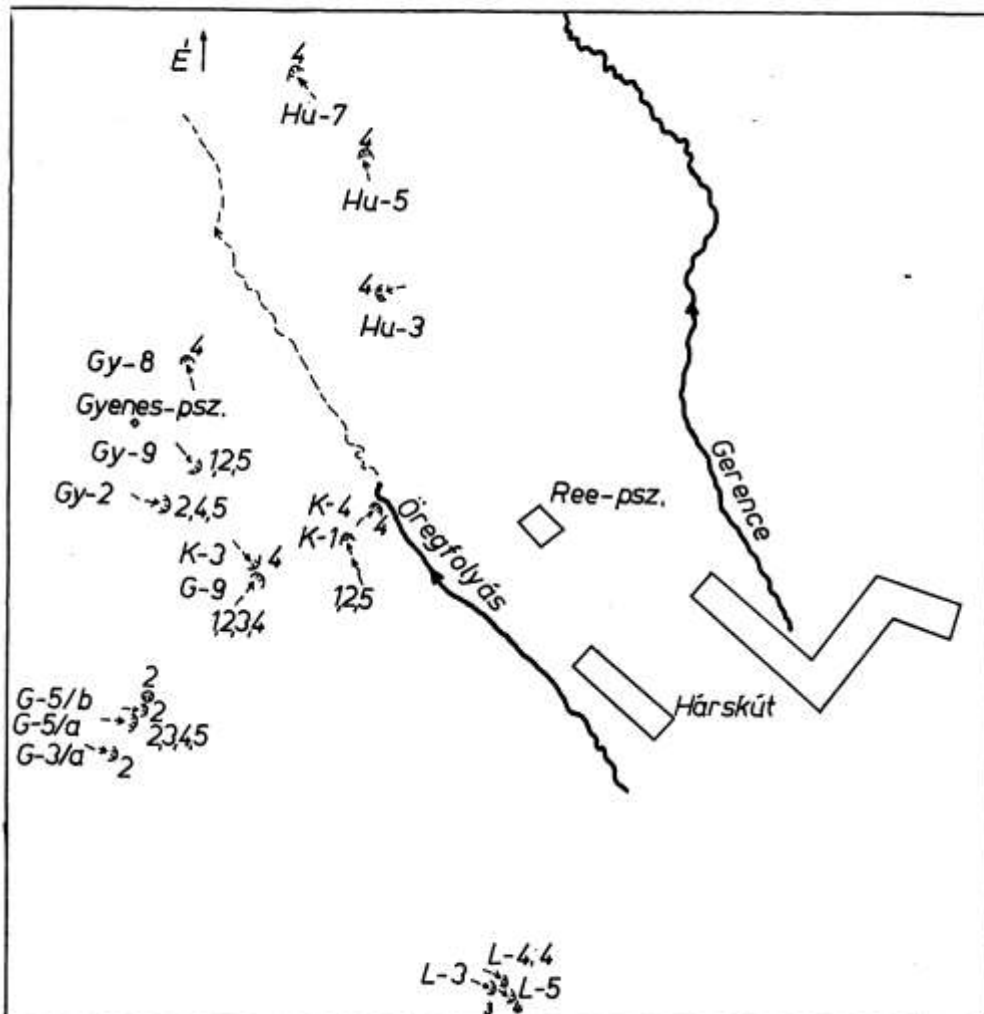 É
4
Hu-7
4
Hu-5
4
Hu-3
Gy-8
4
Gyenes-psz.
Gy-9
1,2,5
Gy-2
2,4,5
K-4
4
K-1
1,2,5
K-3
4
G-9
1,2,3,4
Öregfolyás
Ree-psz.
Gerence
Hárskút
2
G-5/b
2
G-5/a
2,3,4,5
G-3/a
2
L-4,4
L-3
L-5